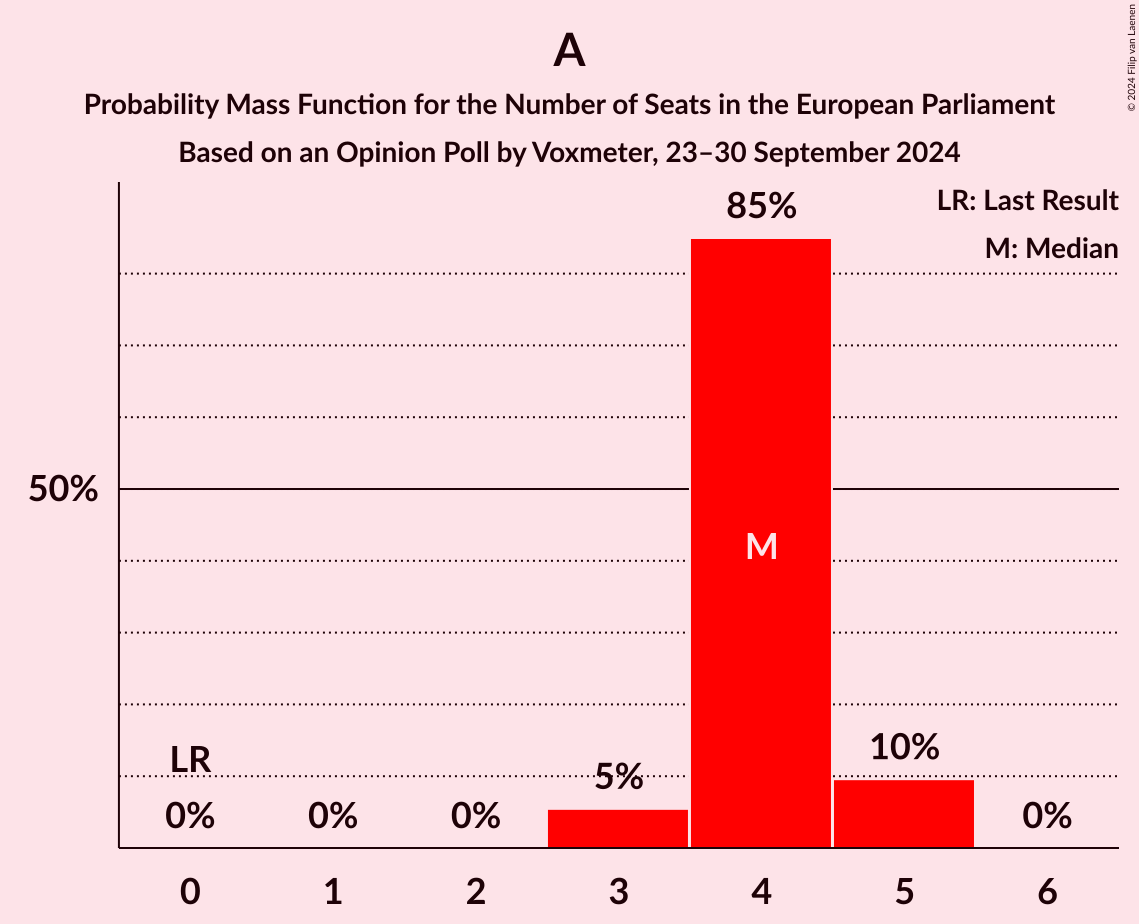 A
Probability Mass Function for the Number of Seats in the European Parliament
Based on an Opinion Poll by Voxmeter, 23–30 September 2024
© 2024 Filip van Laenen
LR: Last Result
M: Median
85%
50%
M
LR
0%
0%
0%
5%
10%
0%
0 1 2 3 4 5 6